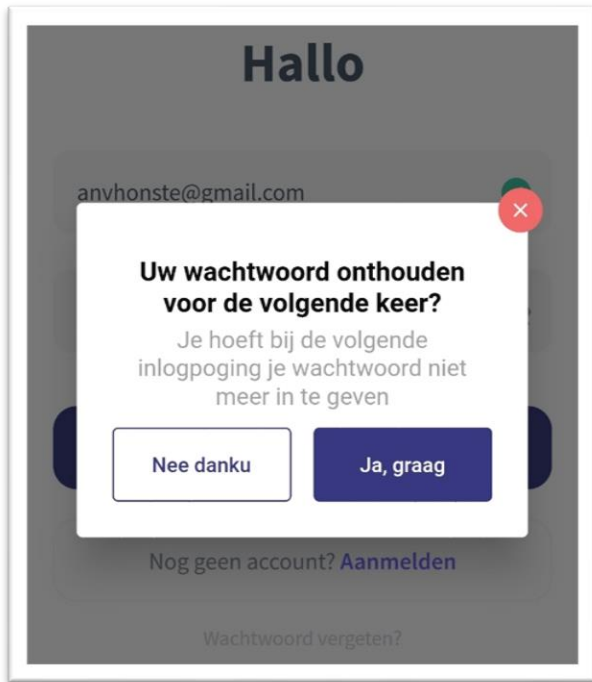 Hallo
anvhonste@gmail.com
Uw wachtwoord onthouden
voor de volgende keer?
Je hoeft bij de volgende
inlogpoging je wachtwoord niet
meer in te geven
Nee danku
Ja, graag
Nog geen account? Aanmelden
Wachtwoord vergeten?